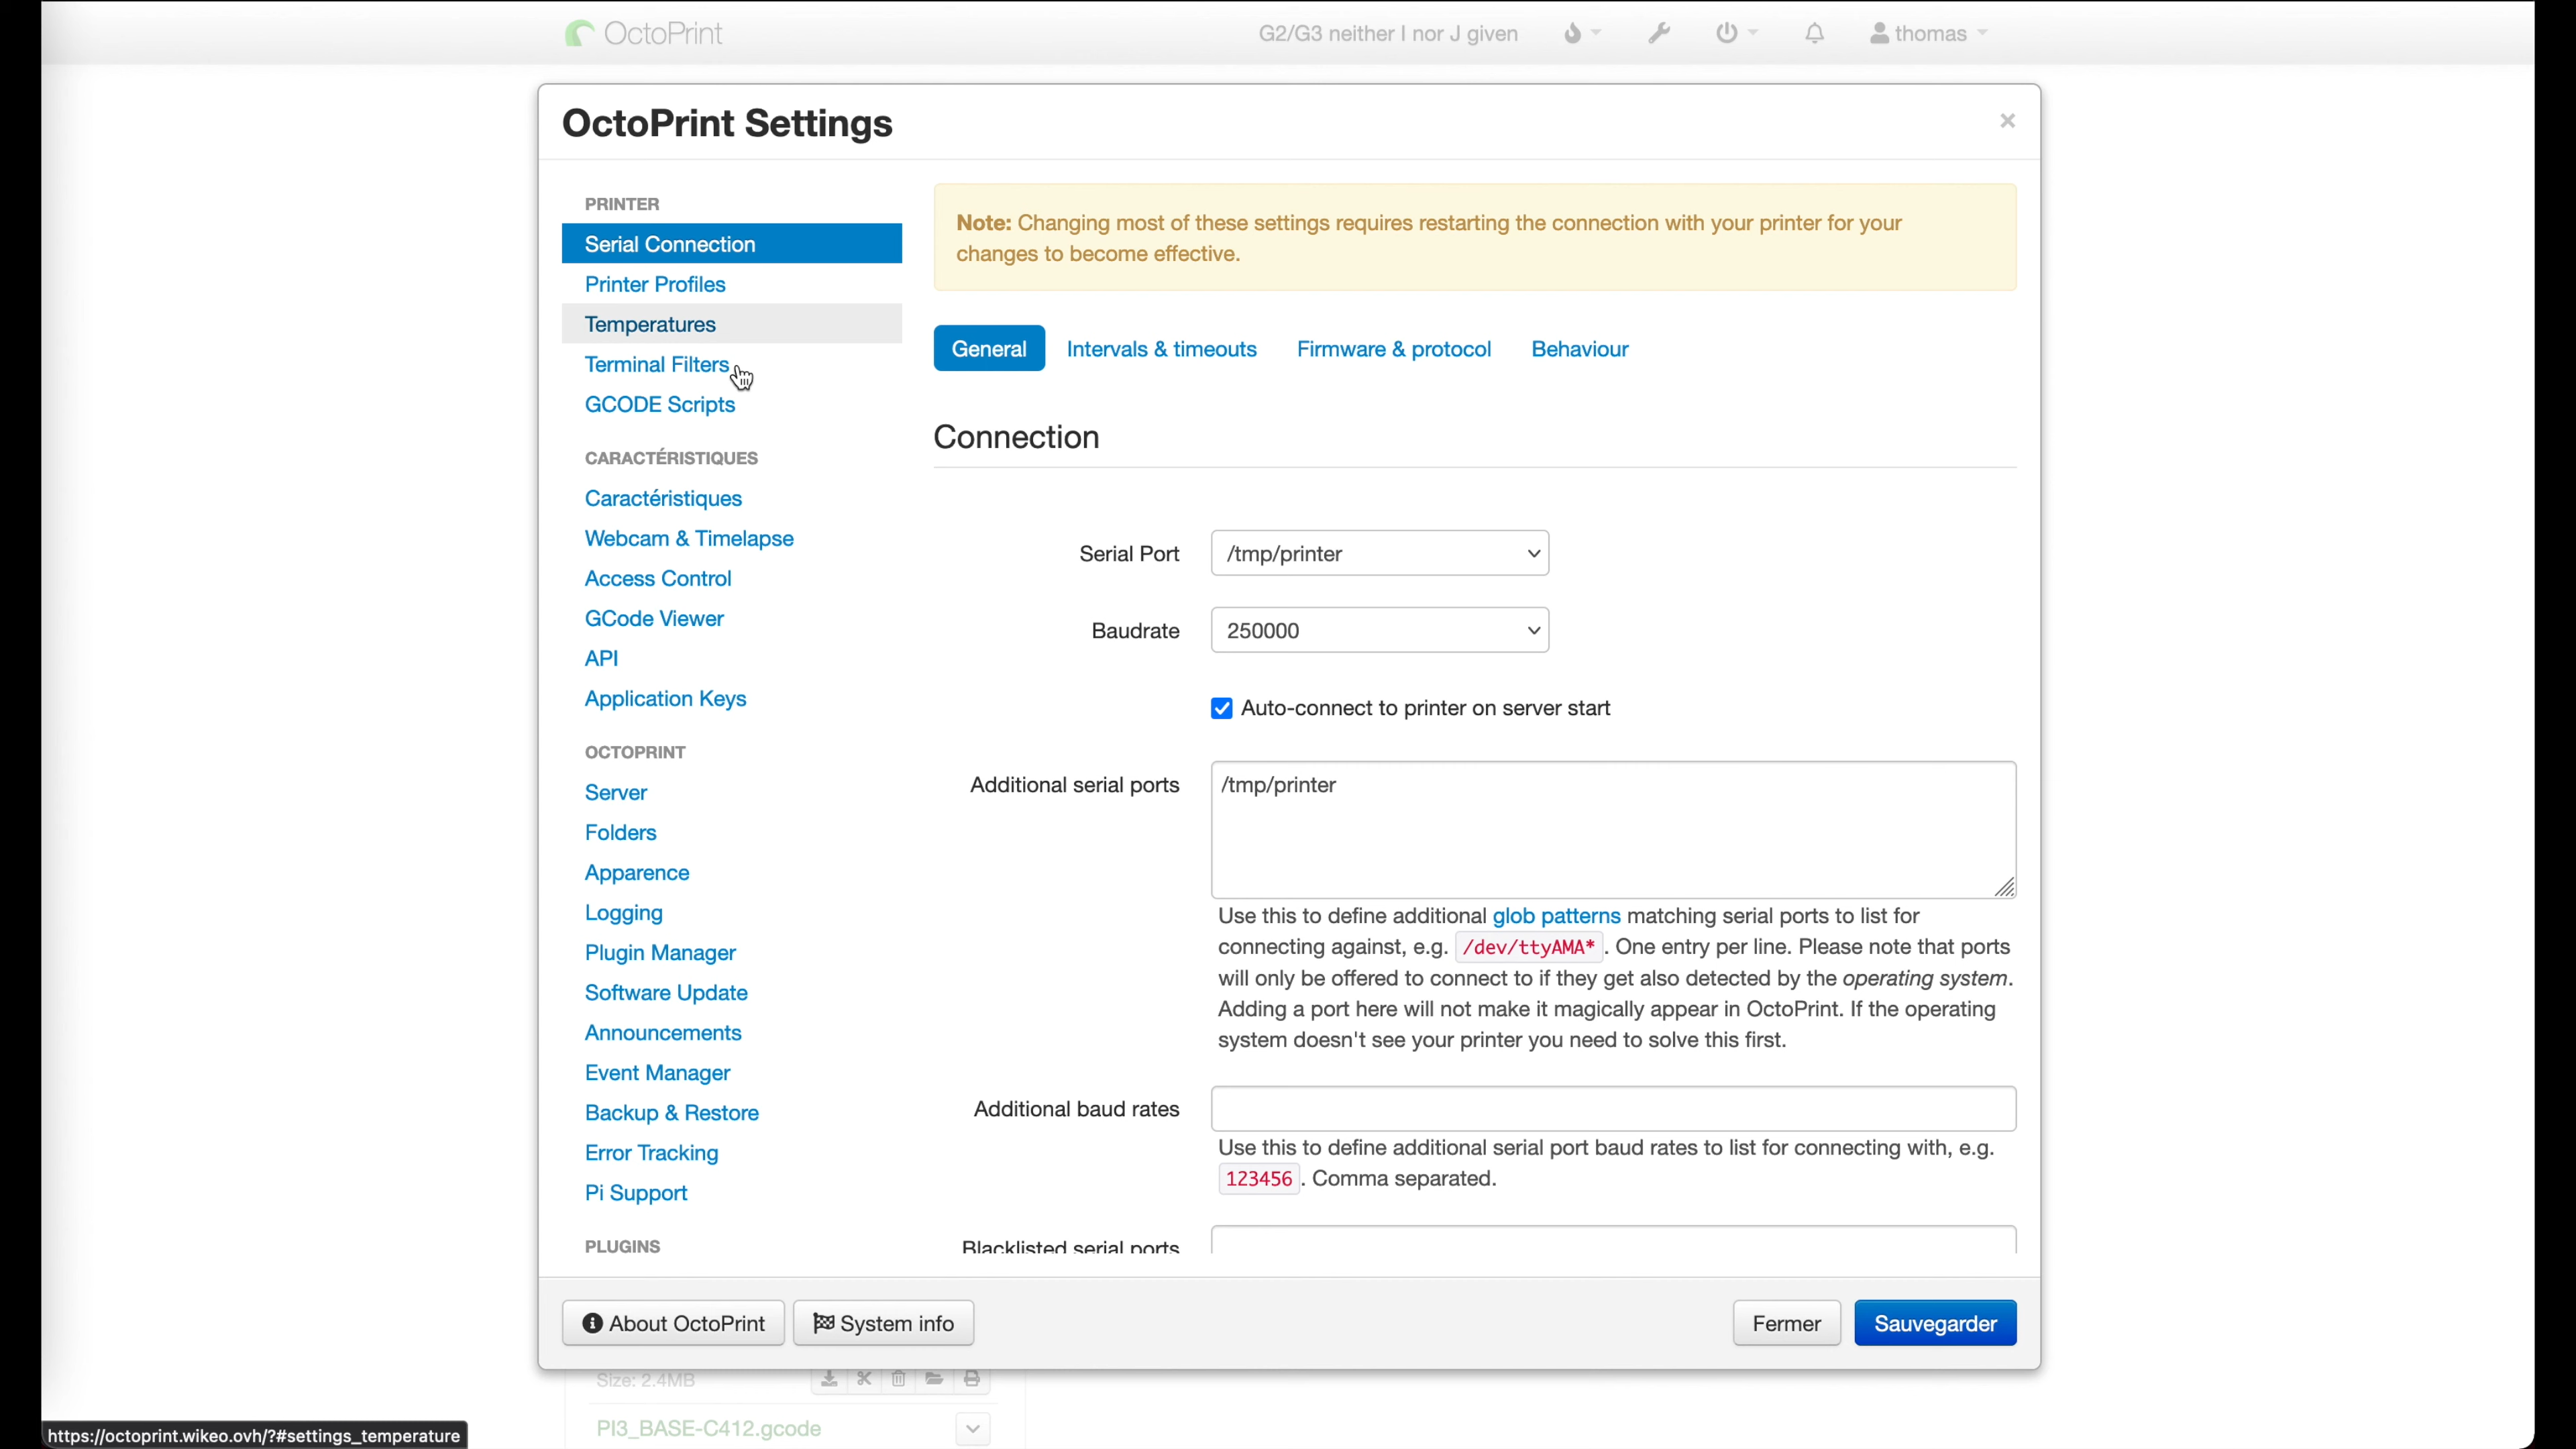 OctoPrint
G2/G3 neither I nor J given
thomas
OctoPrint Settings
×
PRINTER
Serial Connection
Printer Profiles
Temperatures
Terminal Filters
GCODE Scripts
CARACTÉRISTIQUES
Caractéristiques
Webcam & Timelapse
Access Control
GCode Viewer
API
Application Keys
OCTOPRINT
Server
Folders
Apparence
Logging
Plugin Manager
Software Update
Announcements
Event Manager
Backup & Restore
Error Tracking
Pi Support
PLUGINS
Note: Changing most of these settings requires restarting the connection with your printer for your
changes to become effective.
General
Intervals & timeouts
Firmware & protocol
Behaviour
Connection
Serial Port
/tmp/printer
Baudrate
250000
Auto-connect to printer on server start
Additional serial ports
/tmp/printer
Use this to define additional glob patterns matching serial ports to list for
connecting against, e.g. /dev/ttyAMA* . One entry per line. Please note that ports
will only be offered to connect to if they get also detected by the operating system.
Adding a port here will not make it magically appear in OctoPrint. If the operating
system doesn't see your printer you need to solve this first.
Additional baud rates
Use this to define additional serial port baud rates to list for connecting with, e.g.
123456 . Comma separated.
Blacklisted serial ports
About OctoPrint
System info
Fermer
Sauvegarder
Size: 2.4MB
PI3_BASE-C412.gcode
https://octoprint.wikeo.ovh/?#settings_temperature